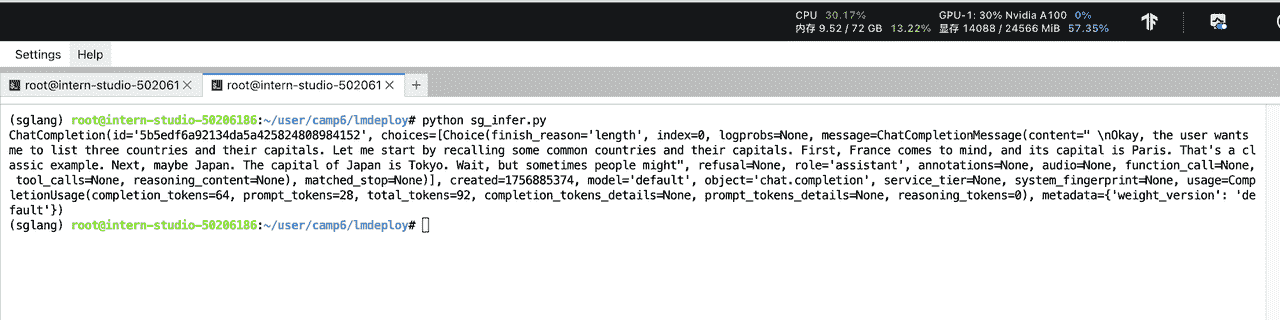 CPU 30.17% GPU-1: 30% Nvidia A100 0%
内存 9.52 / 72 GB 13.22% 显存 14088 / 24566 MiB 57.35%
Settings Help
root@intern-studio-502061 × root@intern-studio-502061 × +
(sglang) root@intern-studio-50206186:~/user/camp6/lmdeploy# python sg_infer.py
ChatCompletion(id='5b5edf6a92134da5a425824808984152', choices=[Choice(finish_reason='length', index=0, logprobs=None, message=ChatCompletionMessage(content=" \nOkay, the user wants
me to list three countries and their capitals. Let me start by recalling some common countries and their capitals. First, France comes to mind, and its capital is Paris. That's a cl
assic example. Next, maybe Japan. The capital of Japan is Tokyo. Wait, but sometimes people might", refusal=None, role='assistant', annotations=None, audio=None, function_call=None,
tool_calls=None, reasoning_content=None), matched_stop=None)], created=1756885374, model='default', object='chat.completion', service_tier=None, system_fingerprint=None, usage=Comp
letionUsage(completion_tokens=64, prompt_tokens=28, total_tokens=92, completion_tokens_details=None, prompt_tokens_details=None, reasoning_tokens=0), metadata={'weight_version': 'de
fault'})
(sglang) root@intern-studio-50206186:~/user/camp6/lmdeploy#